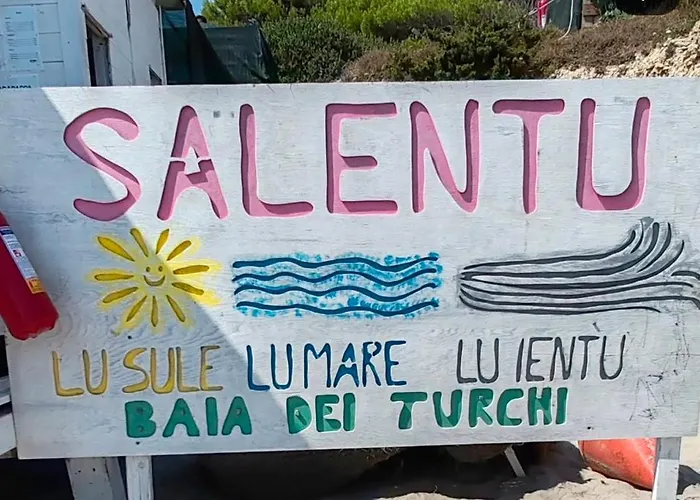 SALENTU
LU SULE LU MARE LU IENTU
BAIA DEI TURCHI